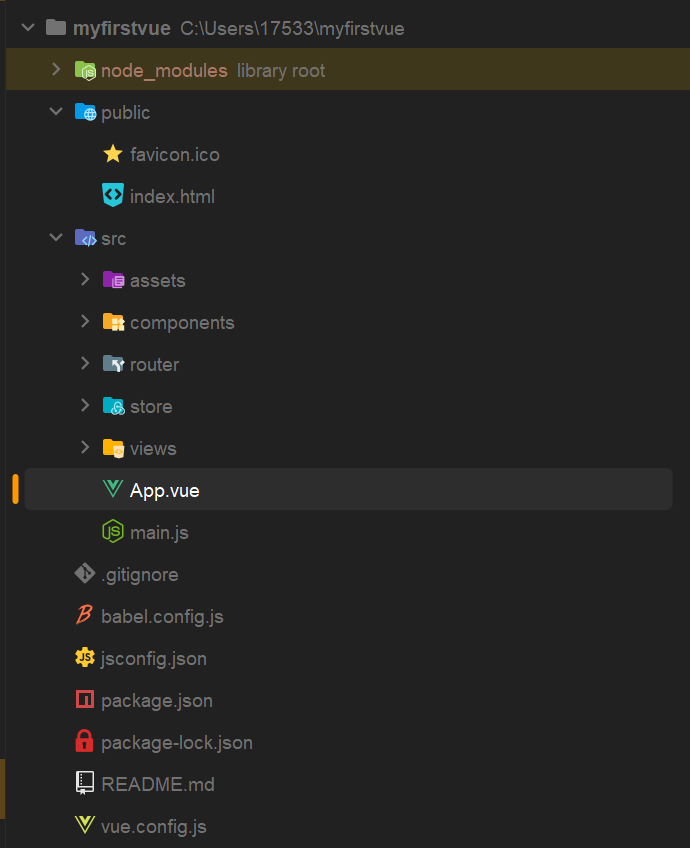 myfirstvue C:\Users\17533\myfirstvue
node_modules library root
public
favicon.ico
index.html
src
assets
components
router
store
views
App.vue
main.js
.gitignore
babel.config.js
jsconfig.json
package.json
package-lock.json
README.md
vue.config.js